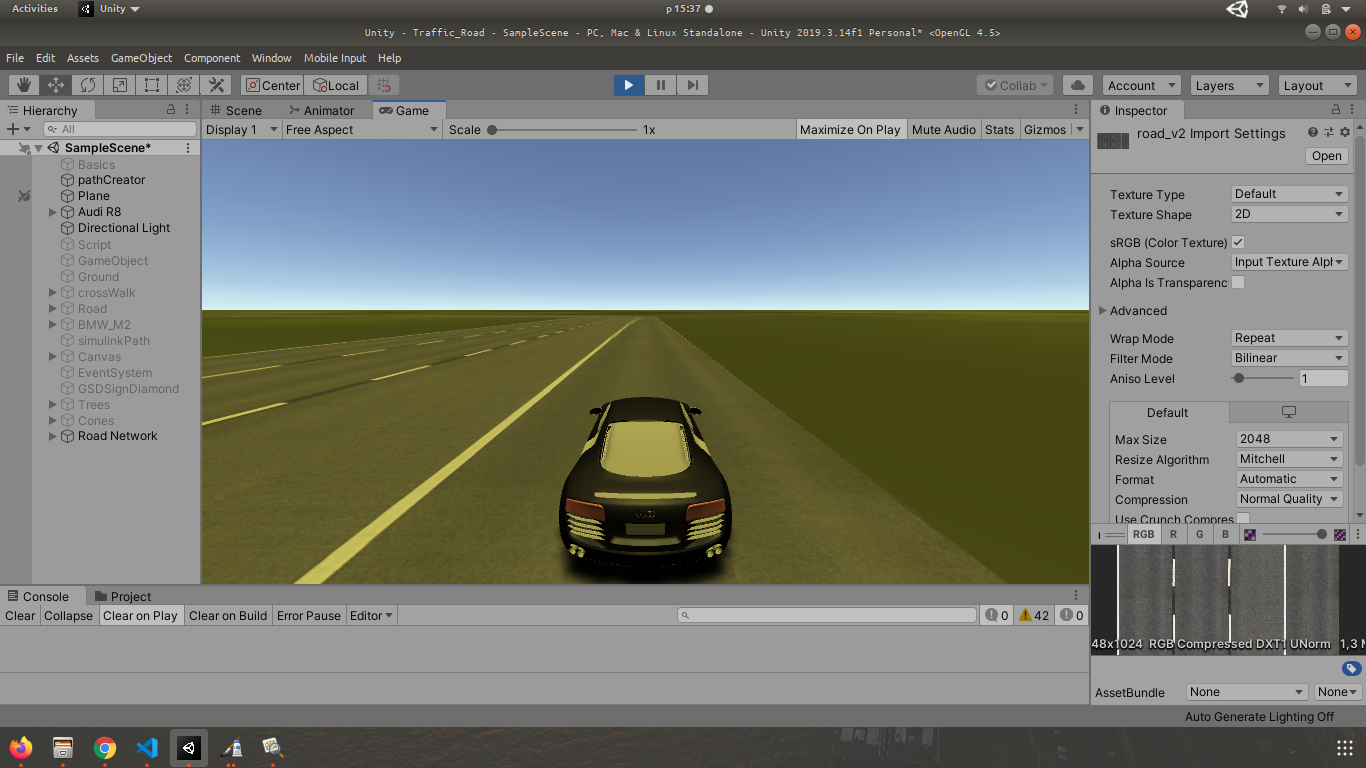 Activities Unity p 15:37
Unity - Traffic_Road - SampleScene - PC, Mac & Linux Standalone - Unity 2019.3.14f1 Personal* <OpenGL 4.5>
File Edit Assets GameObject Component Window Mobile Input Help
Center Local Collab Account Layers Layout
Hierarchy
All
SampleScene*
Basics
pathCreator
Plane
Audi R8
Directional Light
Script
GameObject
Ground
crossWalk
Road
BMW_M2
simulinkPath
Canvas
EventSystem
GSDSignDiamond
Trees
Cones
Road Network
Scene Animator Game
Display 1 Free Aspect Scale 1x Maximize On Play Mute Audio Stats Gizmos
Inspector
road_v2 Import Settings
Open
Texture Type Default
Texture Shape 2D
sRGB (Color Texture)
Alpha Source Input Texture Alph
Alpha Is Transparenc
Advanced
Wrap Mode Repeat
Filter Mode Bilinear
Aniso Level 1
Default
Max Size 2048
Resize Algorithm Mitchell
Format Automatic
Compression Normal Quality
Use Crunch Compres
RGB R G B
48x1024 RGB Compressed DXT1 UNorm 1,3 M
AssetBundle None None
Console Project
Clear Collapse Clear on Play Clear on Build Error Pause Editor 0 42 0
Auto Generate Lighting Off